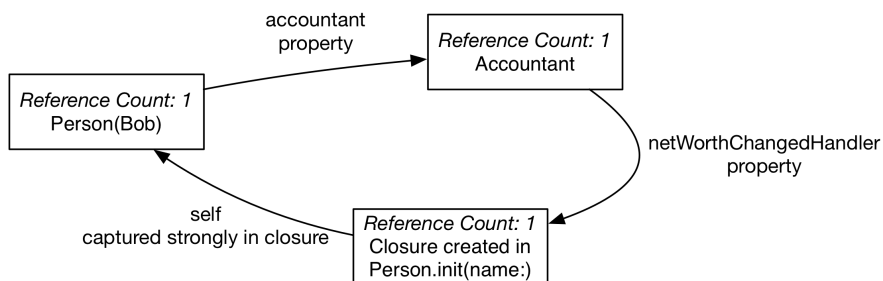 accountant
property
Reference Count: 1
Accountant
Reference Count: 1
Person(Bob)
netWorthChangedHandler
property
self
captured strongly in closure
Reference Count: 1
Closure created in
Person.init(name:)